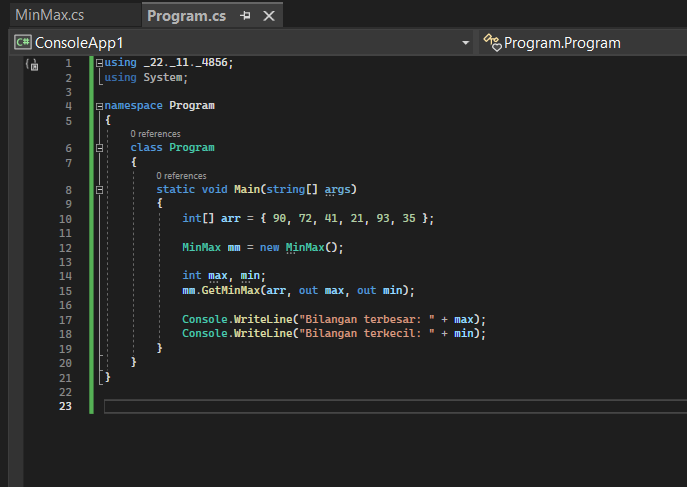 MinMax.cs Program.cs
C# ConsoleApp1 Program.Program
1 using _22._11._4856;
2 using System;
3
4 namespace Program
5 {
0 references
6 class Program
7 {
0 references
8 static void Main(string[] args)
9 {
10 int[] arr = { 90, 72, 41, 21, 93, 35 };
11
12 MinMax mm = new MinMax();
13
14 int max, min;
15 mm.GetMinMax(arr, out max, out min);
16
17 Console.WriteLine("Bilangan terbesar: " + max);
18 Console.WriteLine("Bilangan terkecil: " + min);
19 }
20 }
21 }
22
23